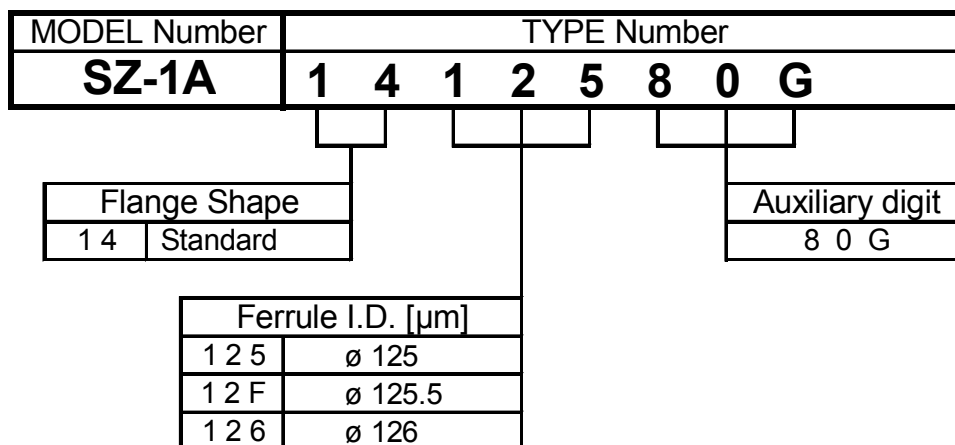 MODEL Number TYPE Number
SZ-1A 1 4 1 2 5 8 0 G
Flange Shape
1 4 Standard
Auxiliary digit
8 0 G
Ferrule I.D. [µm]
1 2 5 ø 125
1 2 F ø 125.5
1 2 6 ø 126